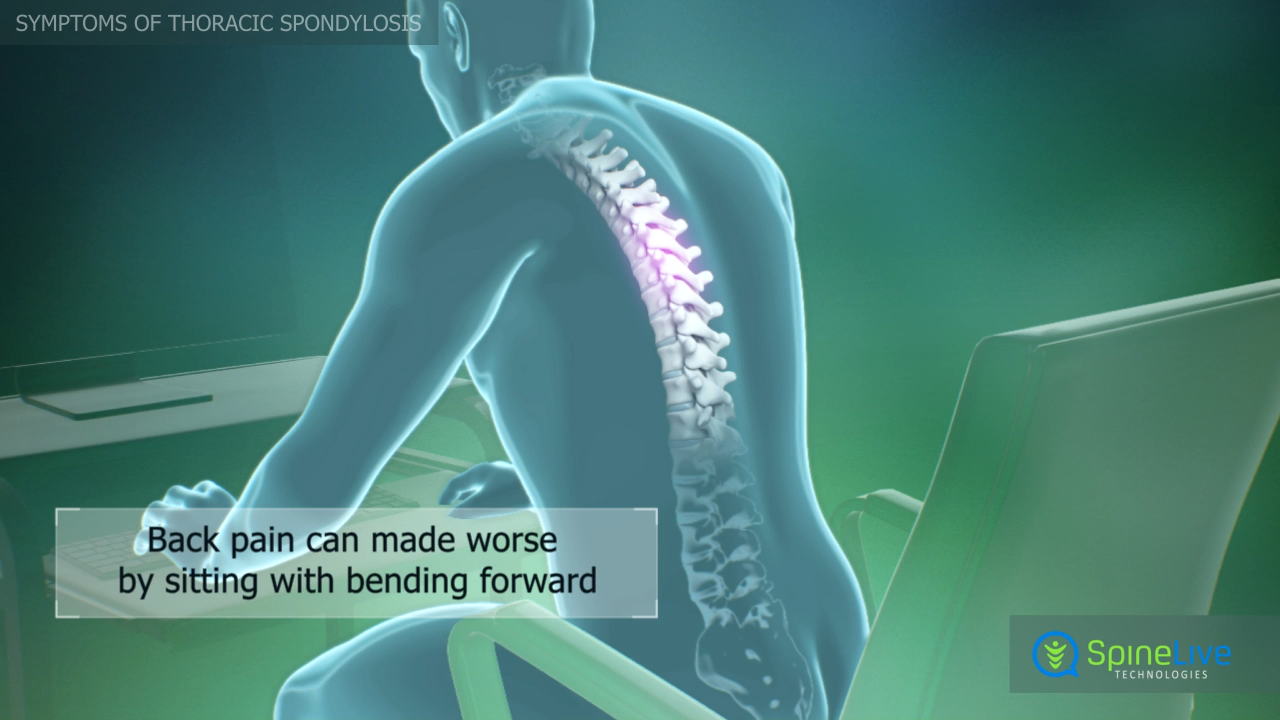 SYMPTOMS OF THORACIC SPONDYLOSIS
Back pain can made worse
by sitting with bending forward
SpineLive
TECHNOLOGIES